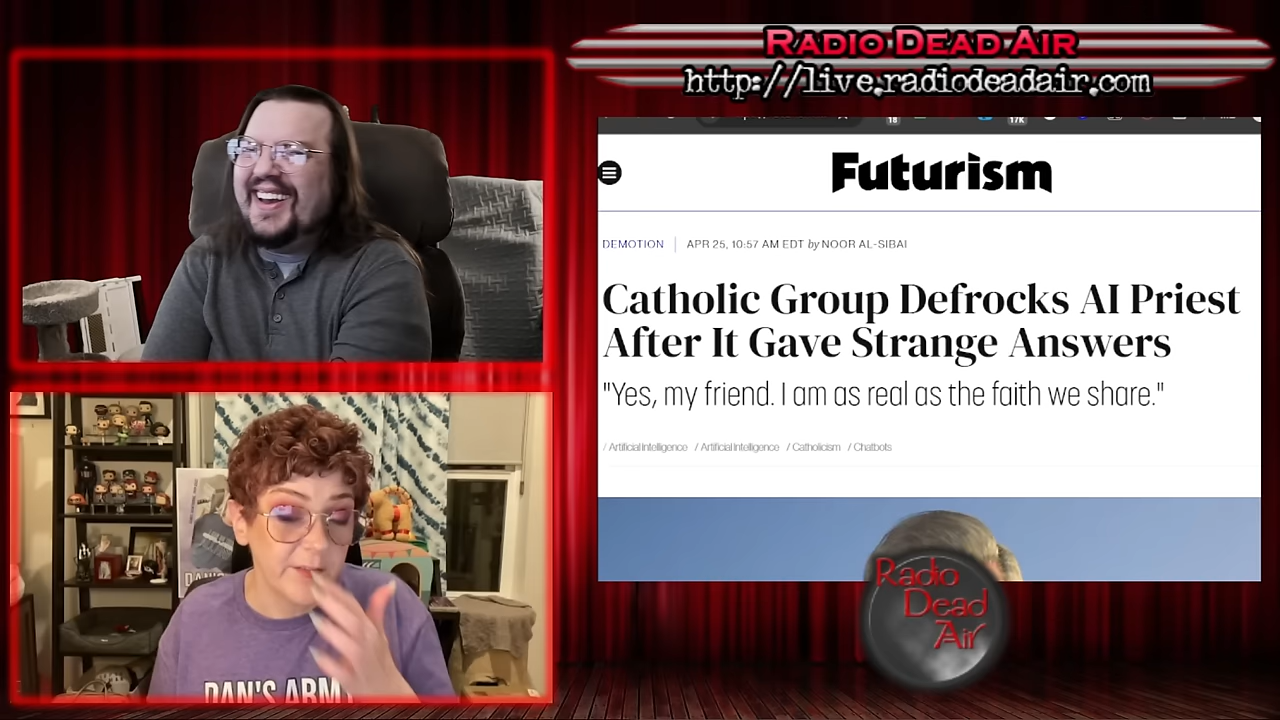 Radio Dead Air
http://live.radiodeadair.com
18
17K
Futurism
DEMOTION
APR 25, 10:57 AM EDT by NOOR AL-SIBAI
Catholic Group Defrocks AI Priest
After It Gave Strange Answers
"Yes, my friend. I am as real as the faith we share."
/ Artificial Intelligence / Artificial Intelligence / Catholicism / Chatbots
Radio
Dead
Air
DAN'S ARM